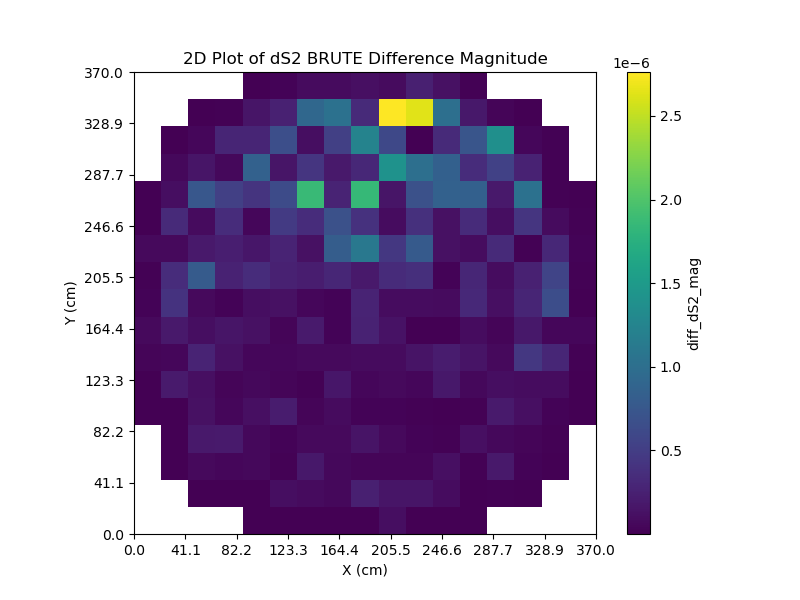 2D Plot of dS2 BRUTE Difference Magnitude
1e−6
370.0
328.9
287.7
246.6
205.5
164.4
123.3
82.2
41.1
0.0
Y (cm)
0.0 41.1 82.2 123.3 164.4 205.5 246.6 287.7 328.9 370.0
X (cm)
2.5
2.0
1.5
1.0
0.5
diff_dS2_mag